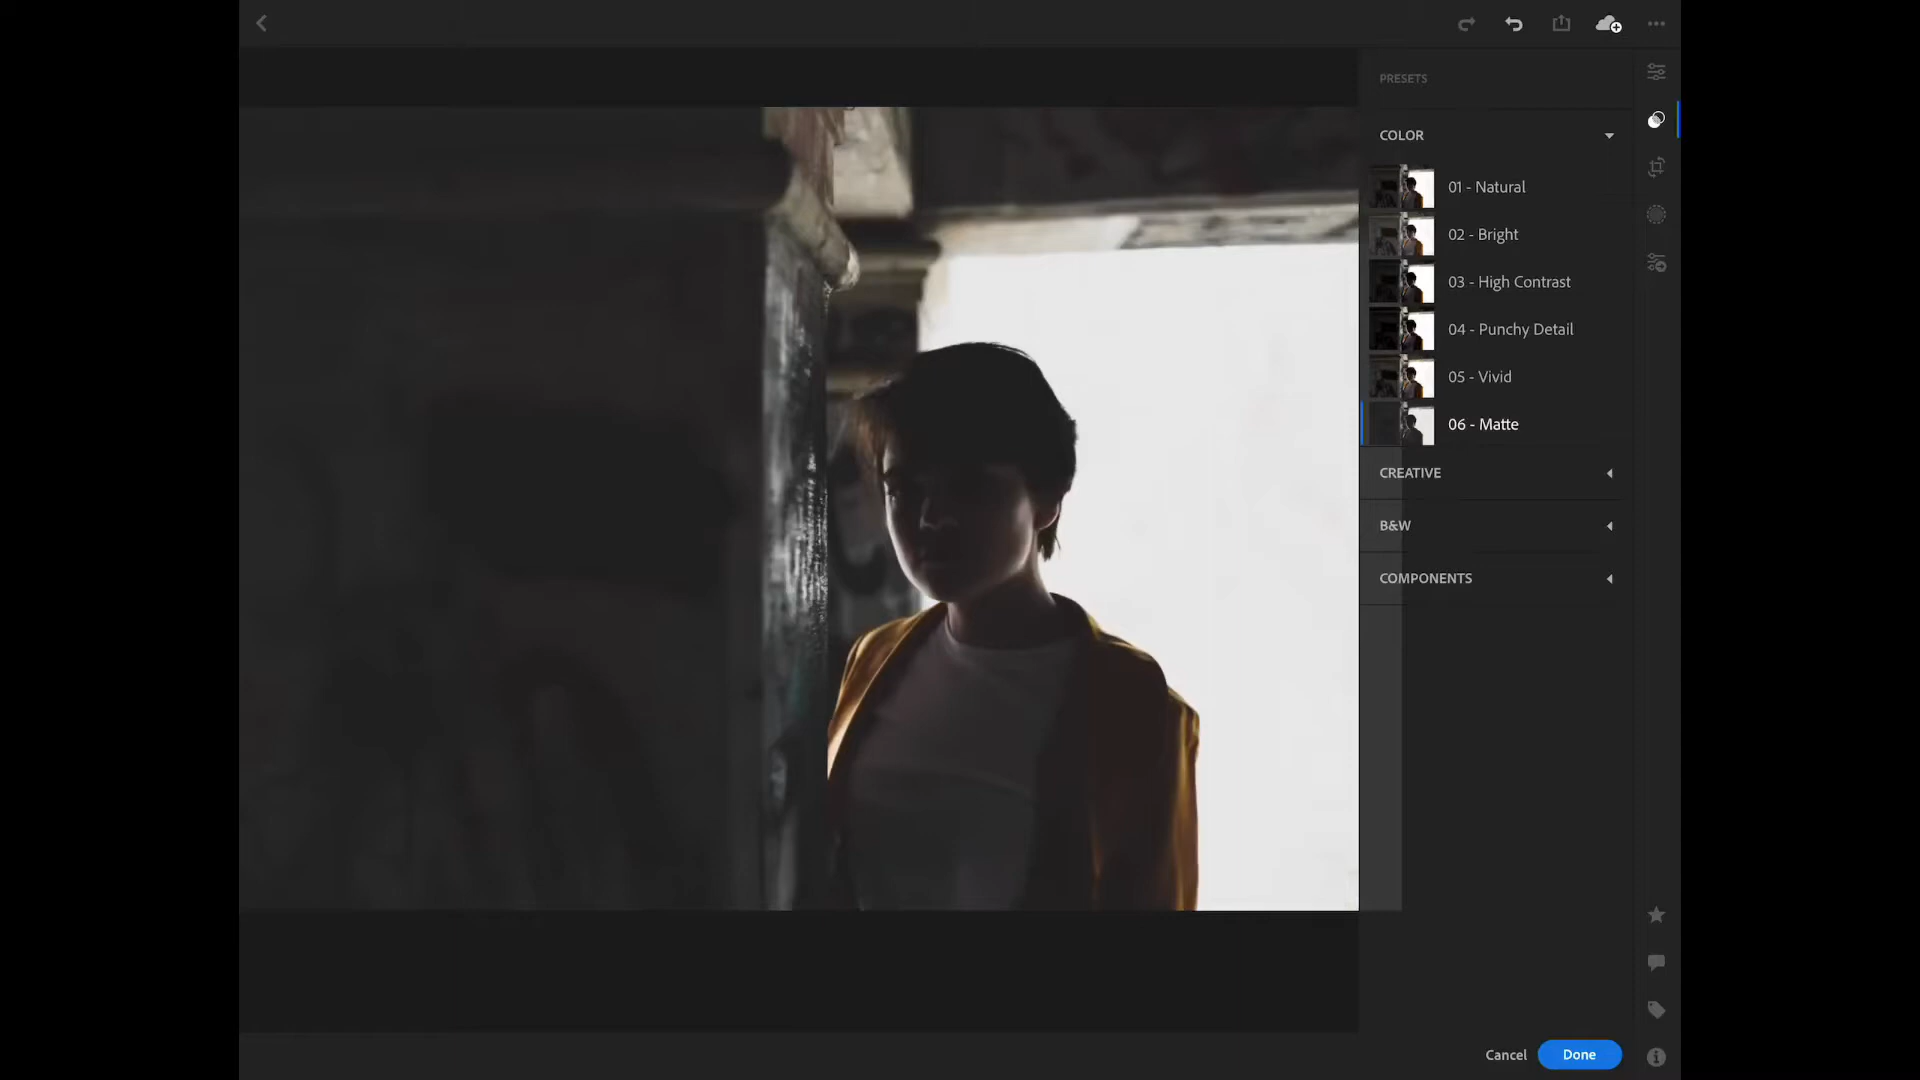 PRESETS
COLOR
01 - Natural
02 - Bright
03 - High Contrast
04 - Punchy Detail
05 - Vivid
06 - Matte
CREATIVE
B&W
COMPONENTS
Cancel
Done